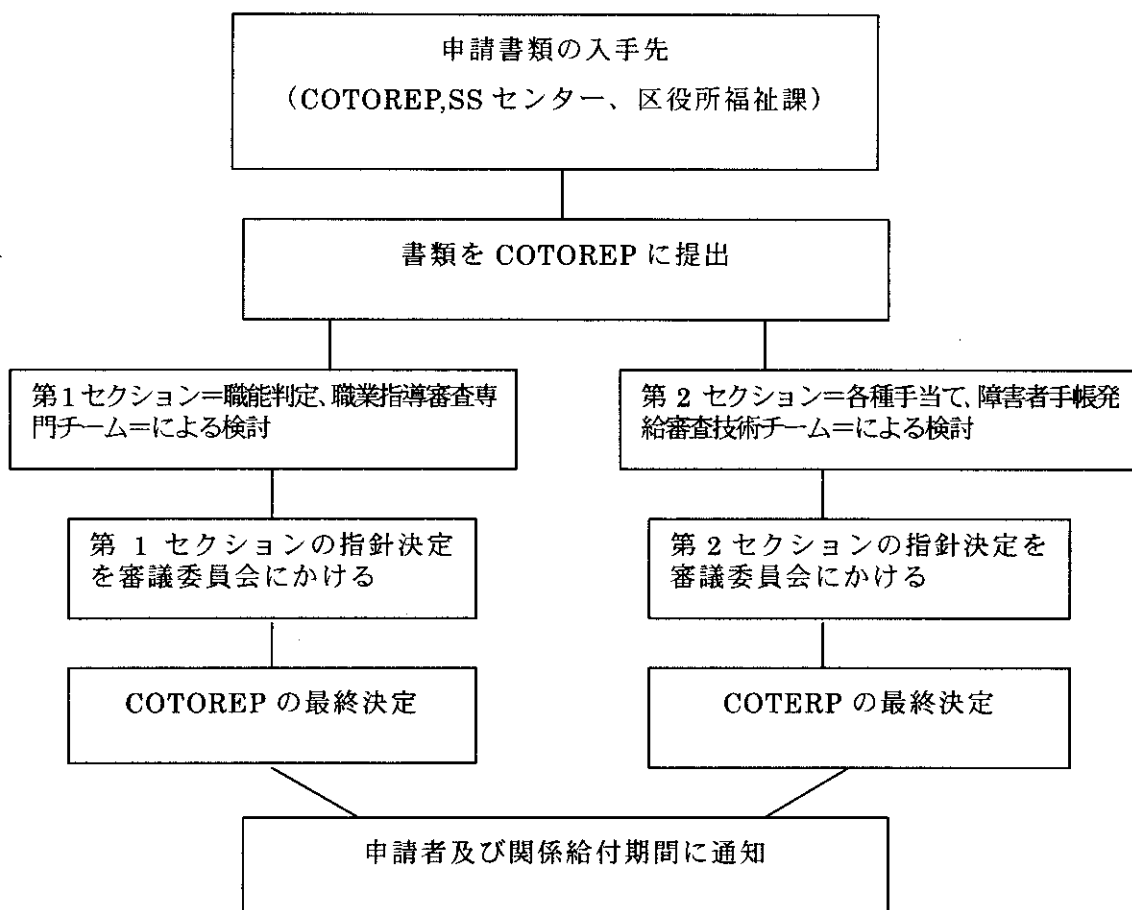 申請書類の入手先
（COTOREP,SS センター、区役所福祉課）
書類を COTOREP に提出
第1セクション＝職能判定、職業指導審査専
門チーム＝による検討
第 2 セクション＝各種手当て、障害者手帳発
給審査技術チーム＝による検討
第 1 セクションの指針決定
を審議委員会にかける
第 2 セクションの指針決定を
審議委員会にかける
COTOREP の最終決定
COTERP の最終決定
申請者及び関係給付期間に通知